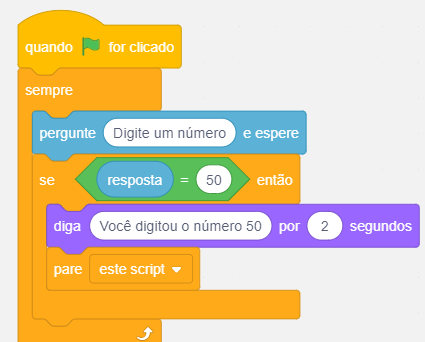 quando for clicado
sempre
pergunte Digite um número e espere
se resposta = 50 então
diga Você digitou o número 50 por 2 segundos
pare este script